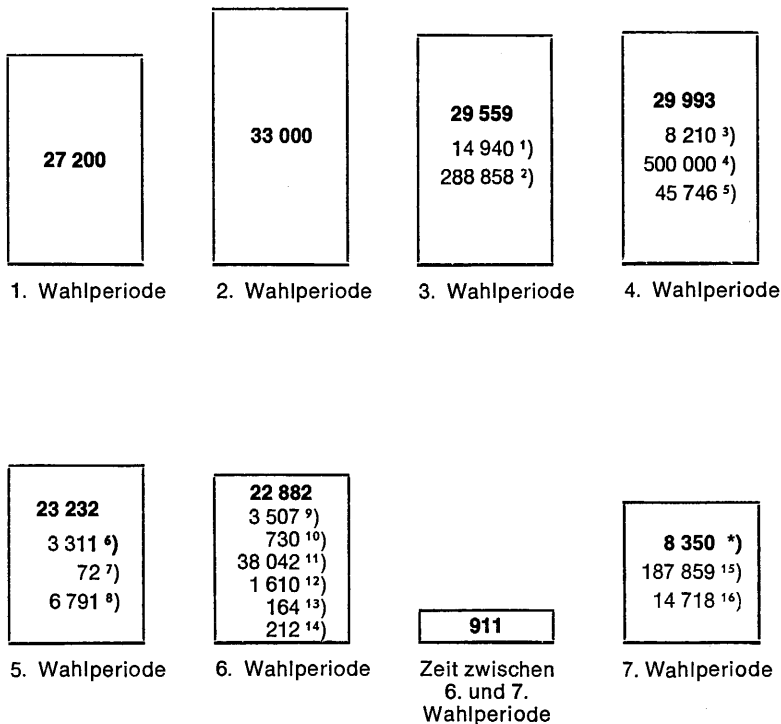 27 200
1. Wahlperiode
33 000
2. Wahlperiode
29 559
14 940 ¹)
288 858 ²)
3. Wahlperiode
29 993
8 210 ³)
500 000 ⁴)
45 746 ⁵)
4. Wahlperiode
23 232
3 311 ⁶)
72 ⁷)
6 791 ⁸)
5. Wahlperiode
22 882
3 507 ⁹)
730 ¹⁰)
38 042 ¹¹)
1 610 ¹²)
164 ¹³)
212 ¹⁴)
6. Wahlperiode
911
Zeit zwischen
6. und 7.
Wahlperiode
8 350 *)
187 859 ¹⁵)
14 718 ¹⁶)
7. Wahlperiode